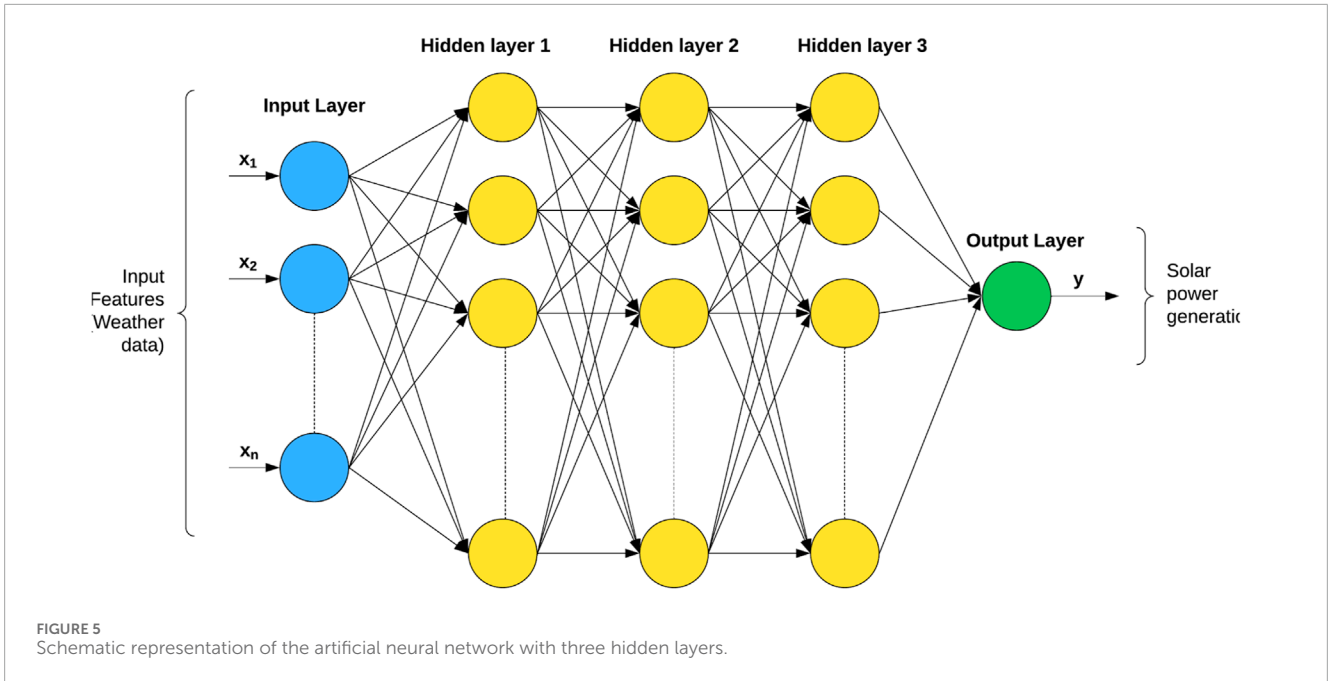 Hidden layer 1
Hidden layer 2
Hidden layer 3
Input Layer
x₁
x₂
xₙ
Input
Features
Weather
data)
Output Layer
y
Solar
power
generatic
FIGURE 5
Schematic representation of the artificial neural network with three hidden layers.